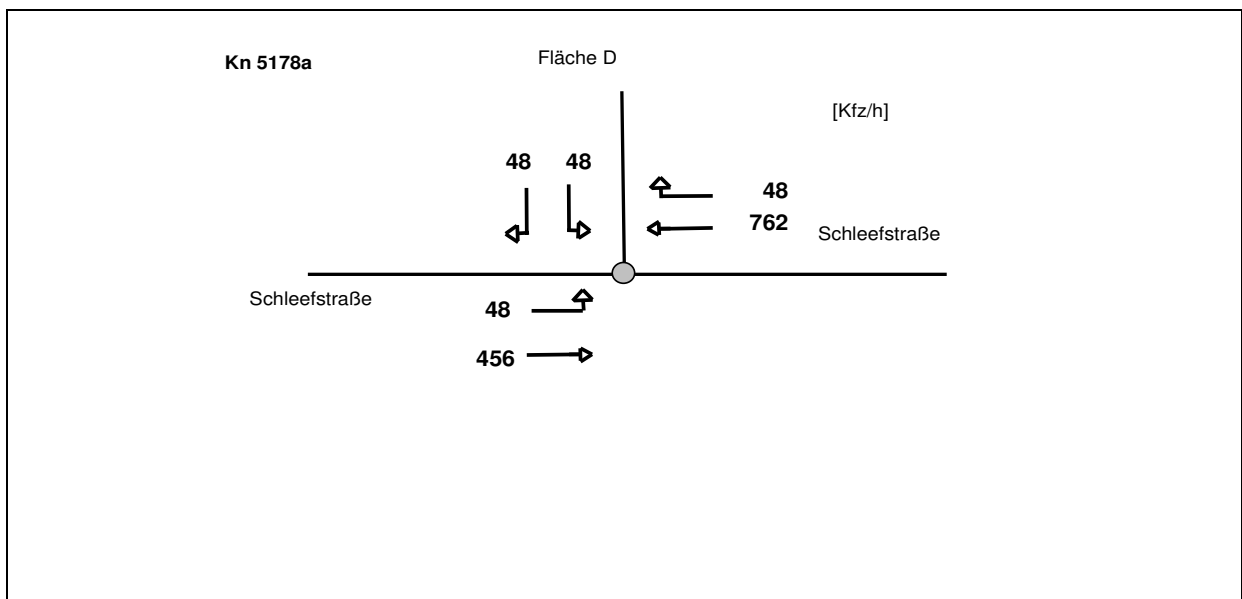 Kn 5178a
Fläche D
[Kfz/h]
48 48
48
762
Schleefstraße
Schleefstraße
48
456